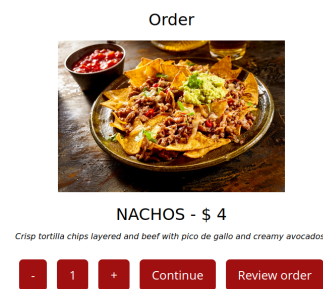 Order
NACHOS - $ 4
Crisp tortilla chips layered and beef with pico de gallo and creamy avocados
- 1 + Continue Review order